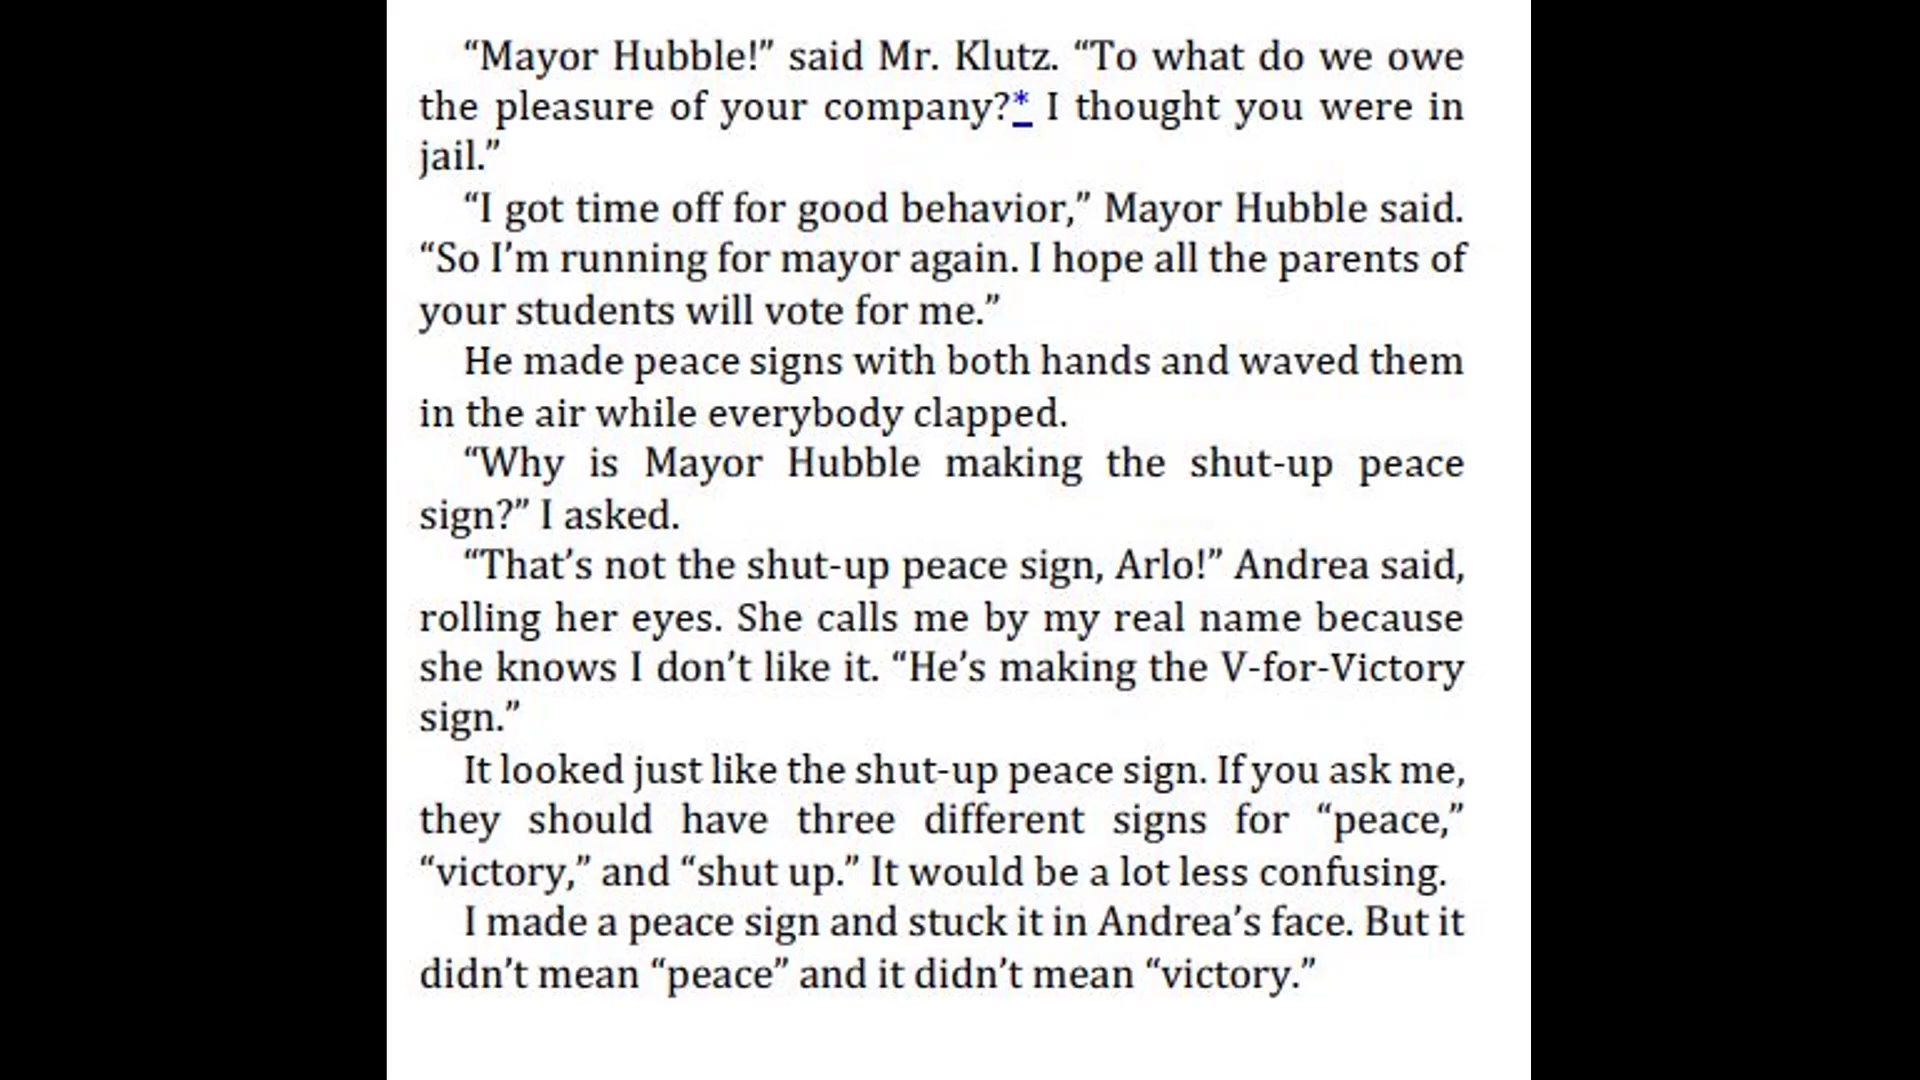 “Mayor Hubble!” said Mr. Klutz. “To what do we owe
the pleasure of your company?* I thought you were in
jail.”
“I got time off for good behavior,” Mayor Hubble said.
“So I’m running for mayor again. I hope all the parents of
your students will vote for me.”
He made peace signs with both hands and waved them
in the air while everybody clapped.
“Why is Mayor Hubble making the shut-up peace
sign?” I asked.
“That’s not the shut-up peace sign, Arlo!” Andrea said,
rolling her eyes. She calls me by my real name because
she knows I don’t like it. “He’s making the V-for-Victory
sign.”
It looked just like the shut-up peace sign. If you ask me,
they should have three different signs for “peace,”
“victory,” and “shut up.” It would be a lot less confusing.
I made a peace sign and stuck it in Andrea’s face. But it
didn’t mean “peace” and it didn’t mean “victory.”